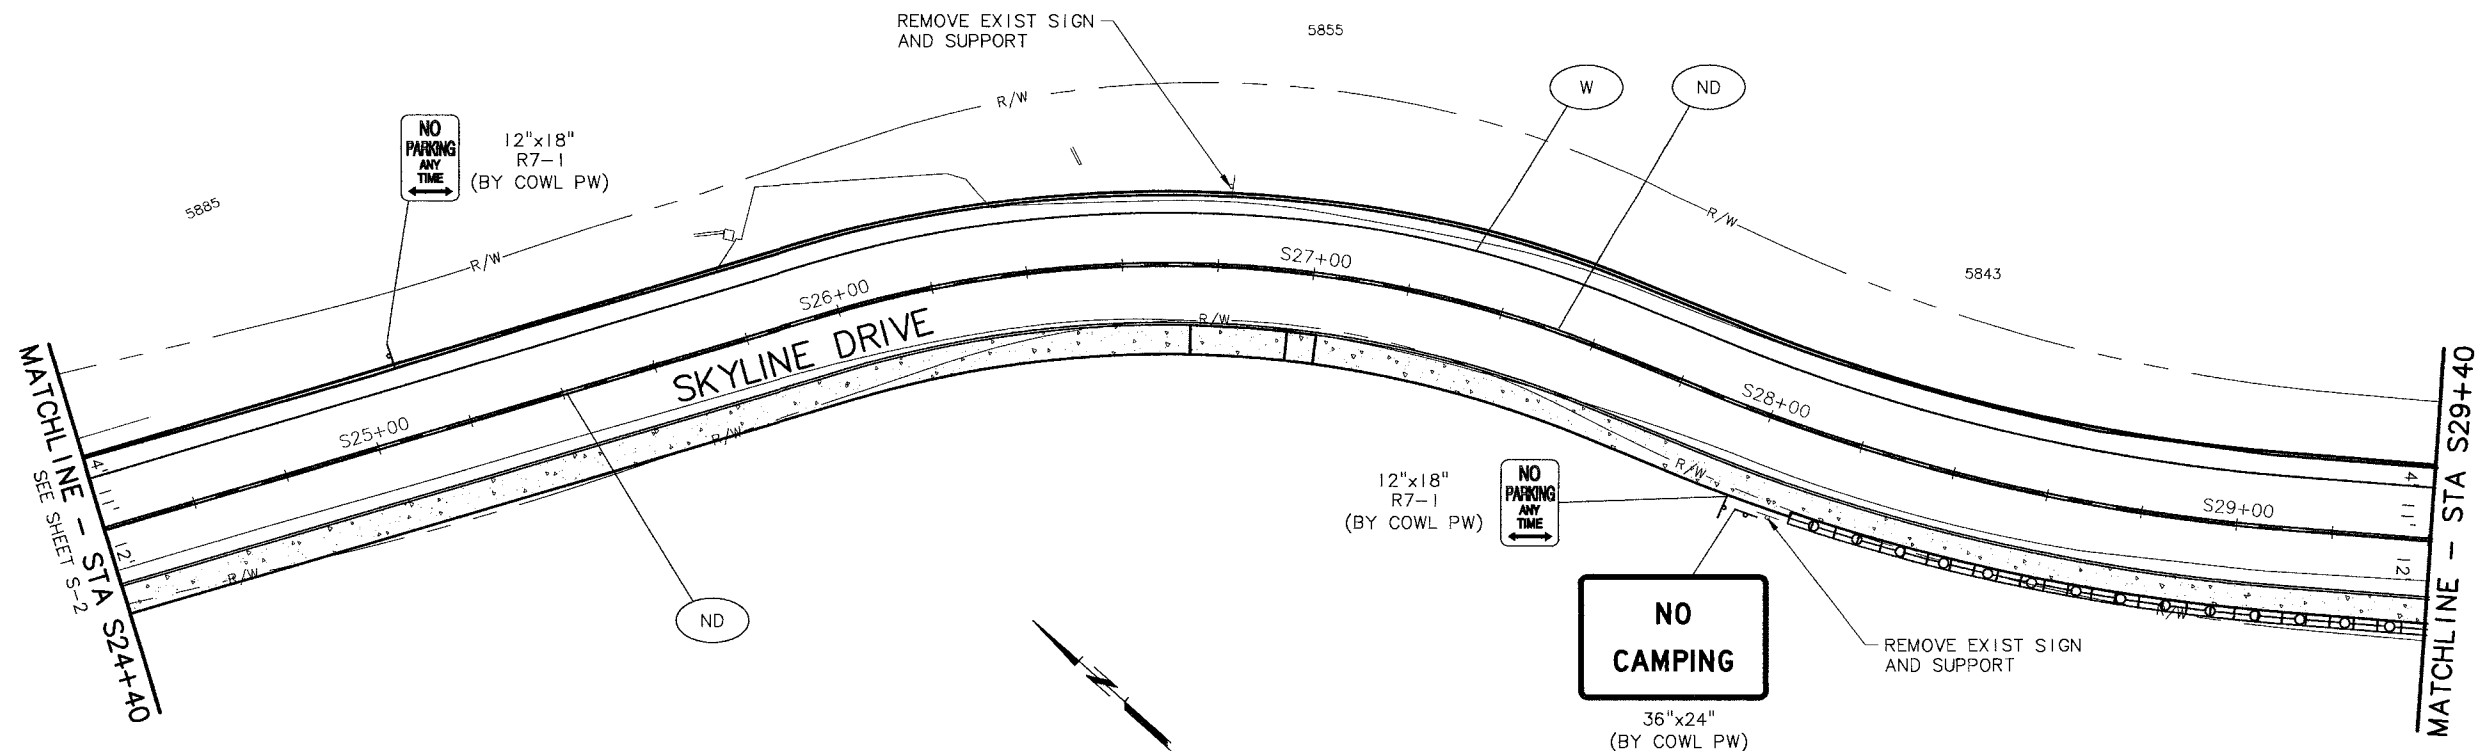 REMOVE EXIST SIGN
AND SUPPORT
5855
W
ND
R/W
NO
PARKING
ANY
TIME
12"x18"
R7-1
(BY COWL PW)
5885
R/W
R/W
5843
S27+00
S26+00
SKYLINE DRIVE
R/W
S25+00
R/W
R/W
S28+00
R/W
S29+00
R/W
MATCHLINE - STA S24+40
SEE SHEET S-2
4'
11'
12'
4'
11'
12'
MATCHLINE - STA S29+40
12"x18"
R7-1
(BY COWL PW)
NO
PARKING
ANY
TIME
ND
N
NO
CAMPING
36"x24"
(BY COWL PW)
REMOVE EXIST SIGN
AND SUPPORT